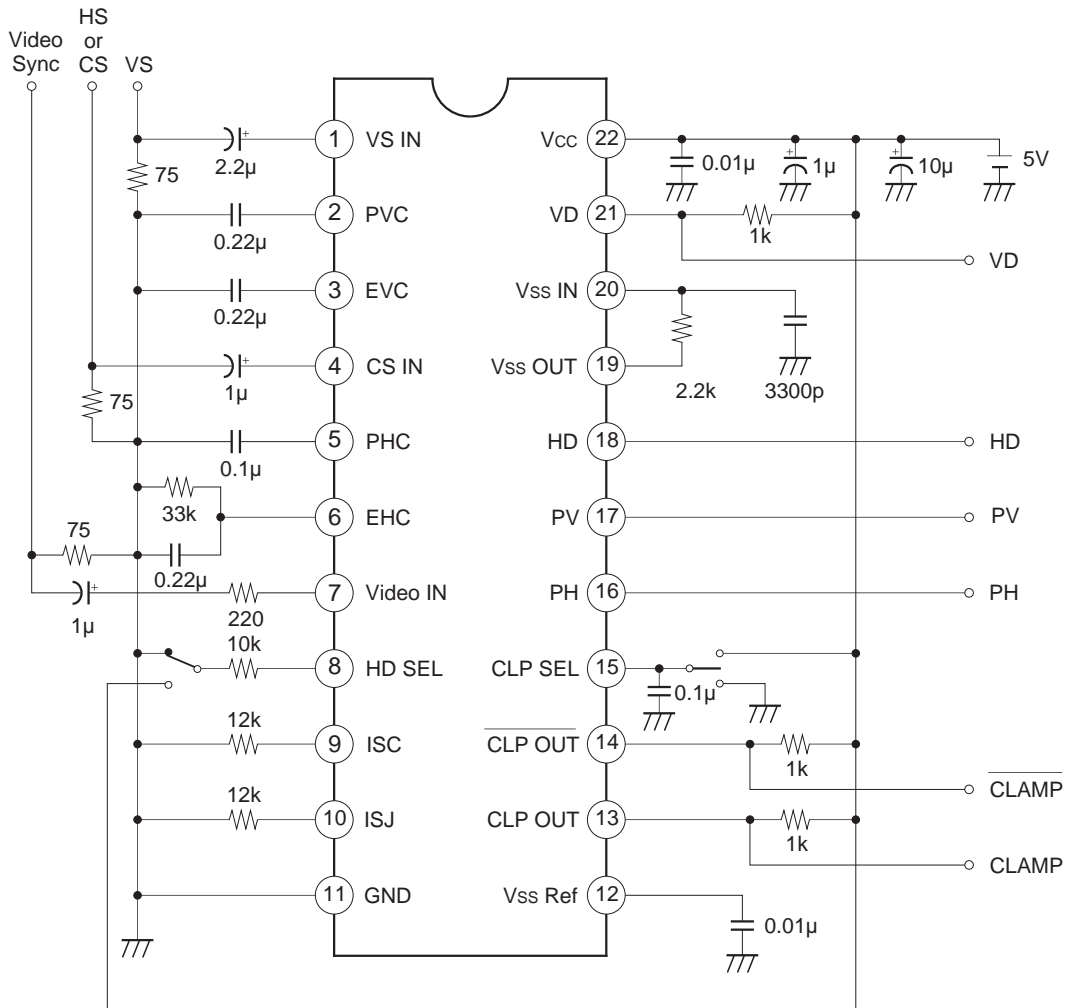 Video
Sync
HS
or
CS
VS
75
2.2µ
0.22µ
0.22µ
1µ
75
0.1µ
33k
75
0.22µ
1µ
220
10k
12k
12k
1 VS IN
2 PVC
3 EVC
4 CS IN
5 PHC
6 EHC
7 Video IN
8 HD SEL
9 ISC
10 ISJ
11 GND
Vcc 22
VD 21
Vss IN 20
Vss OUT 19
HD 18
PV 17
PH 16
CLP SEL 15
CLP OUT 14
CLP OUT 13
Vss Ref 12
0.01µ
+
1µ
+
10µ
5V
1k
VD
2.2k
3300p
HD
PV
PH
0.1µ
1k
CLAMP
1k
CLAMP
0.01µ